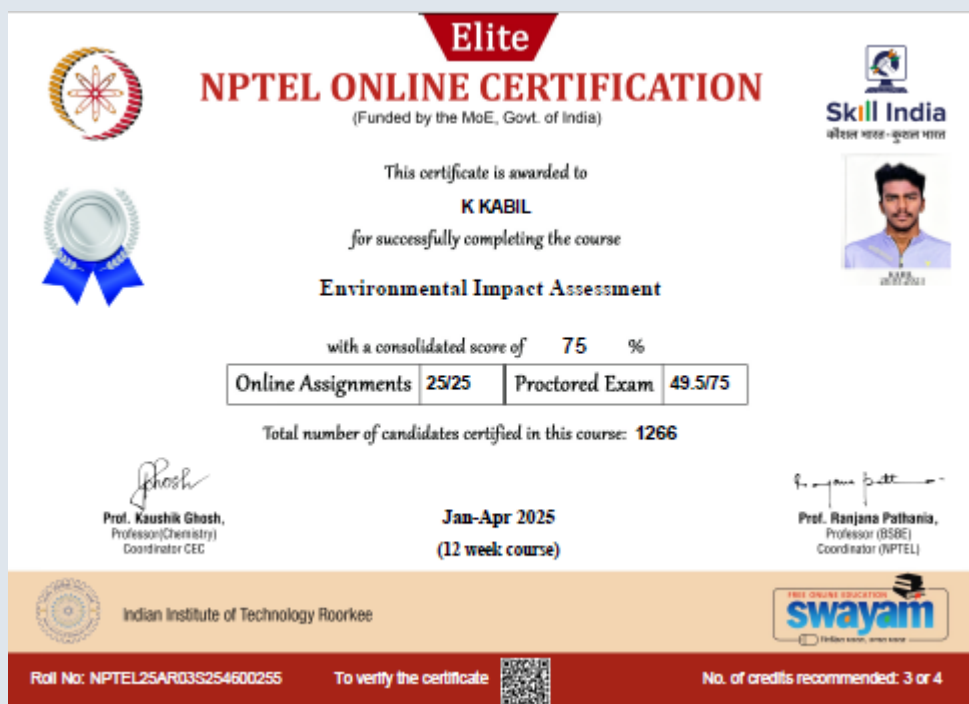 Elite
NPTEL ONLINE CERTIFICATION
(Funded by the MoE, Govt. of India)
Skill India
कौशल भारत-कुशल भारत
This certificate is awarded to
K KABIL
for successfully completing the course
Environmental Impact Assessment
with a consolidated score of 75 %
Online Assignments 25/25 Proctored Exam 49.5/75
Total number of candidates certified in this course: 1266
Prof. Kaushik Ghosh,
Professor(Chemistry)
Coordinator CEC
Jan-Apr 2025
(12 week course)
Prof. Ranjana Pathania,
Professor (BSBE)
Coordinator (NPTEL)
Indian Institute of Technology Roorkee
FREE ONLINE EDUCATION
swayam
Roll No: NPTEL25AR03S254600255 To verify the certificate No. of credits recommended: 3 or 4